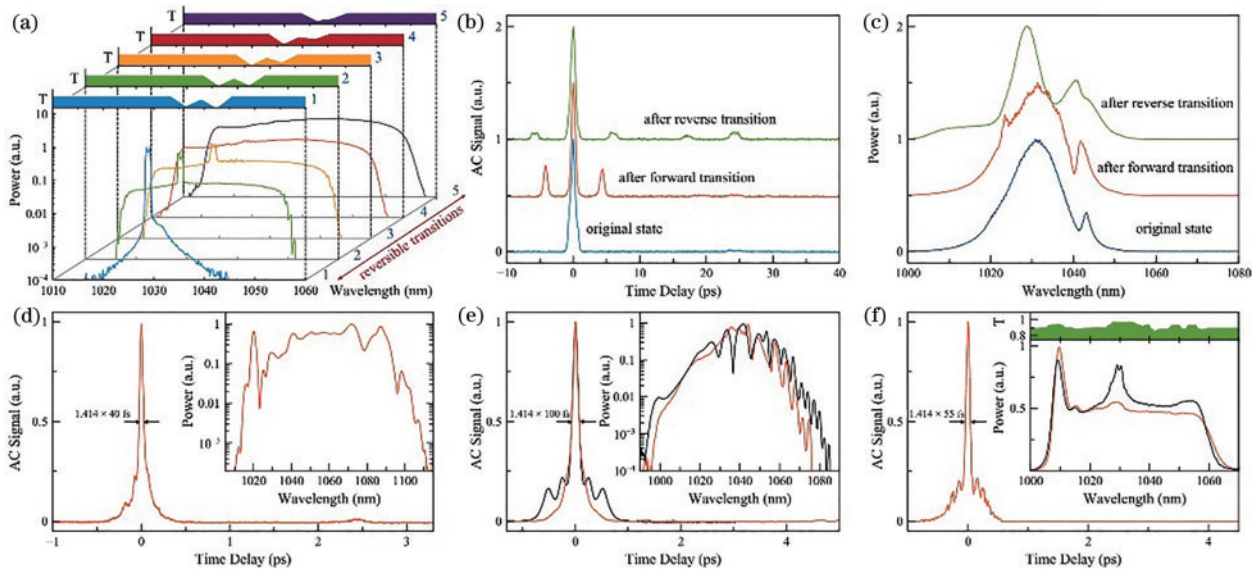 (a)
T
5
T
4
T
3
T
2
T
1
Power (a.u.)
10
1
0.1
0.01
10⁻³
10⁻⁴
1010 1020 1030 1040 1050 1060 Wavelength (nm)
1
2
3
4
5
reversible transitions
(b)
AC Signal (a.u.)
2
1
0
after reverse transition
after forward transition
original state
−10 0 10 20 30 40
Time Delay (ps)
(c)
Power (a.u.)
2
1
0
after reverse transition
after forward transition
original state
1000 1020 1040 1060 1080
Wavelength (nm)
(d)
AC Signal (a.u.)
1
0.5
0
1.414 × 40 fs
−1 0 1 2 3
Time Delay (ps)
Power (a.u.)
1
0.1
0.01
10⁻³
1020 1040 1060 1080 1100
Wavelength (nm)
(e)
AC Signal (a.u.)
1
0.5
0
1.414 × 100 fs
0 2 4
Time Delay (ps)
Power (a.u.)
1
0.1
0.01
10⁻³
10⁻⁴
1000 1020 1040 1060 1080
Wavelength (nm)
(f)
AC Signal (a.u.)
1
0.5
0
1.414 × 55 fs
0 2 4
Time Delay (ps)
T
0.8
Power (a.u.)
1
0.5
1000 1020 1040 1060
Wavelength (nm)